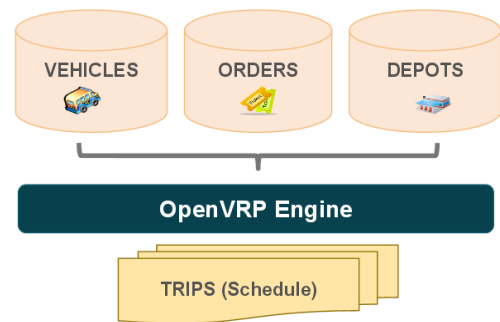 VEHICLES
ORDERS
DEPOTS
OpenVRP Engine
TRIPS (Schedule)